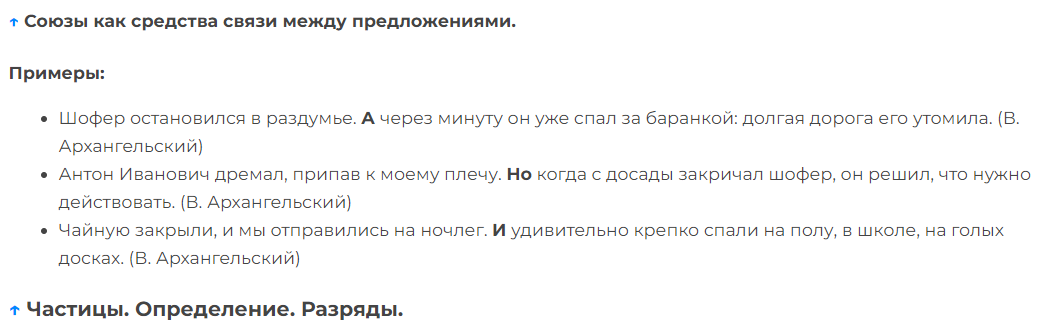 ↑ Союзы как средства связи между предложениями.
Примеры:
• Шофер остановился в раздумье. А через минуту он уже спал за баранкой: долгая дорога его утомила. (В.
Архангельский)
• Антон Иванович дремал, припав к моему плечу. Но когда с досады закричал шофер, он решил, что нужно
действовать. (В. Архангельский)
• Чайную закрыли, и мы отправились на ночлег. И удивительно крепко спали на полу, в школе, на голых
досках. (В. Архангельский)
↑ Частицы. Определение. Разряды.